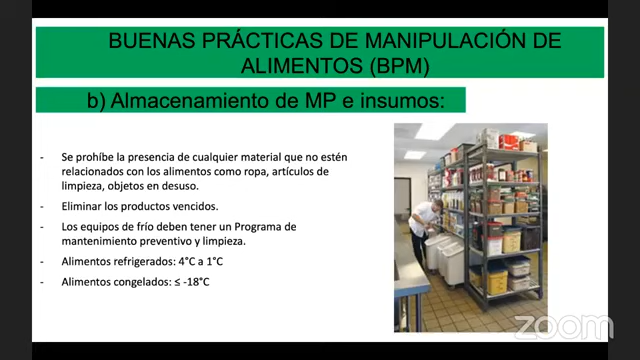 BUENAS PRÁCTICAS DE MANIPULACIÓN DE
ALIMENTOS (BPM)
b) Almacenamiento de MP e insumos:
- Se prohíbe la presencia de cualquier material que no estén
relacionados con los alimentos como ropa, artículos de
limpieza, objetos en desuso.
- Eliminar los productos vencidos.
- Los equipos de frío deben tener un Programa de
mantenimiento preventivo y limpieza.
- Alimentos refrigerados: 4°C a 1°C
- Alimentos congelados: ≤ -18°C
zoom